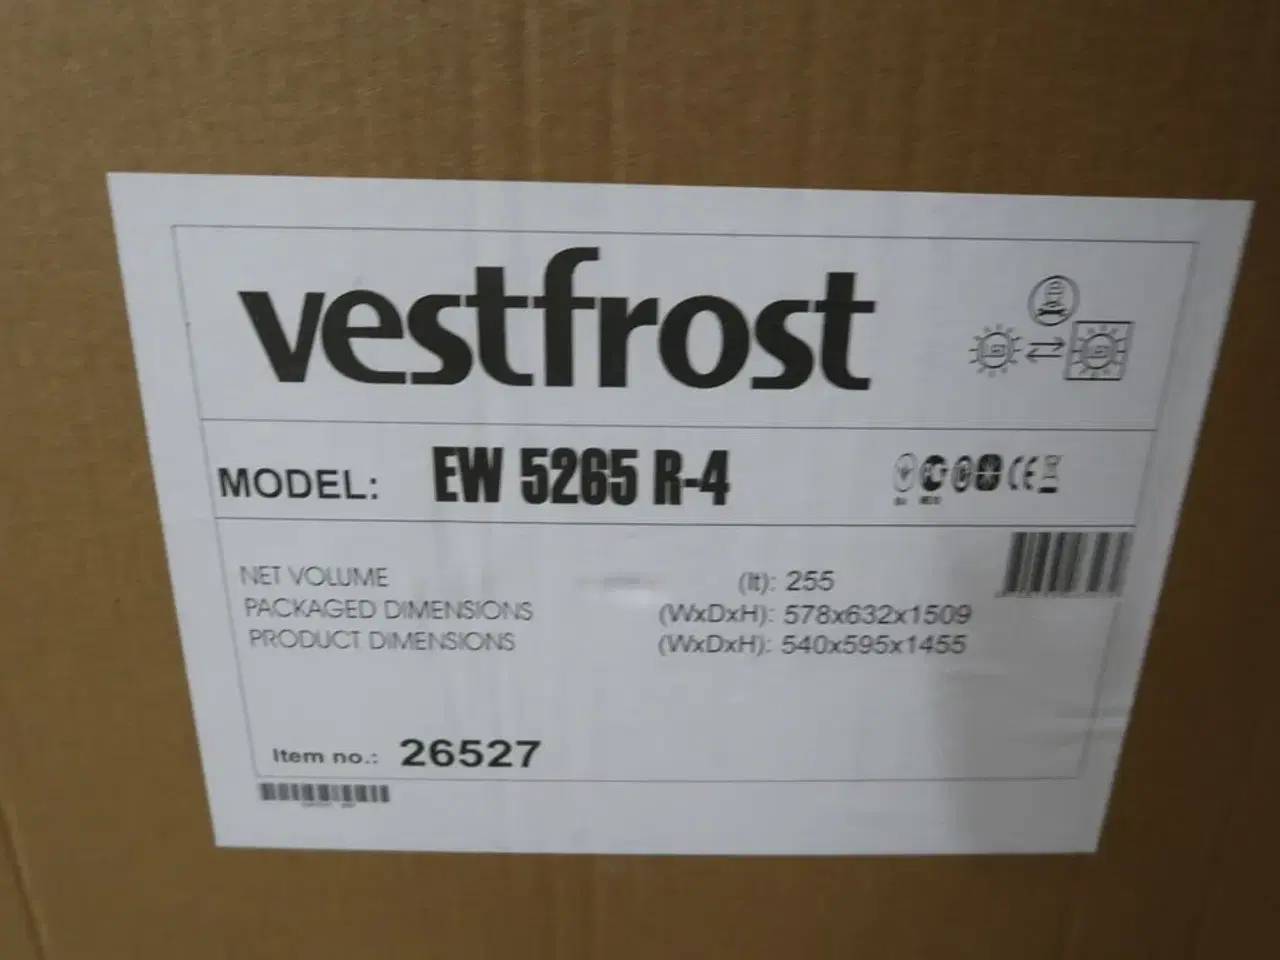 vestfrost
MODEL: EW 5265 R-4
CE
NET VOLUME (lt): 255
PACKAGED DIMENSIONS (WxDxH): 578x632x1509
PRODUCT DIMENSIONS (WxDxH): 540x595x1455
Item no.: 26527